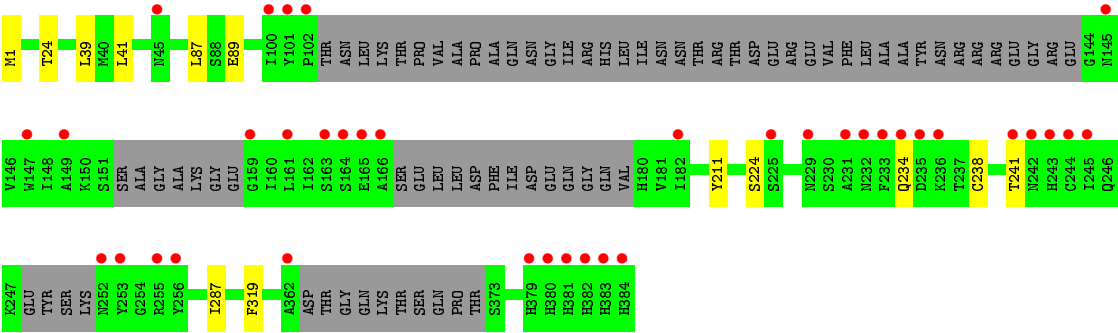 M1 T24 L39 M40 L41 N45 L87 S88 E89 I100 Y101 P102 THR ASN LEU LYS THR PRO VAL ALA PRO ALA GLN ASN GLY ILE ARG HIS LEU ILE ASN ASN THR ARG THR ASP GLU ARG GLU VAL PHE LEU ALA ALA TYR ASN ARG ARG ARG GLU GLY ARG GLU G144 N145
V146 W147 I148 A149 K150 S151 SER ALA GLY ALA LYS GLY GLU G159 I160 L161 I162 S163 S164 E165 A166 SER GLU LEU LEU ASP PHE ILE ASP GLU GLN GLY GLN VAL H180 V181 I182 Y211 S224 S225 N229 S230 A231 N232 F233 Q234 D235 K236 T237 C238 T241 N242 H243 C244 I245 Q246
K247 GLU TYR SER LYS N252 Y253 G254 R255 Y256 I287 F319 A362 ASP THR GLY GLN LYS THR SER GLN PRO THR S373 H379 H380 H381 H382 H383 H384